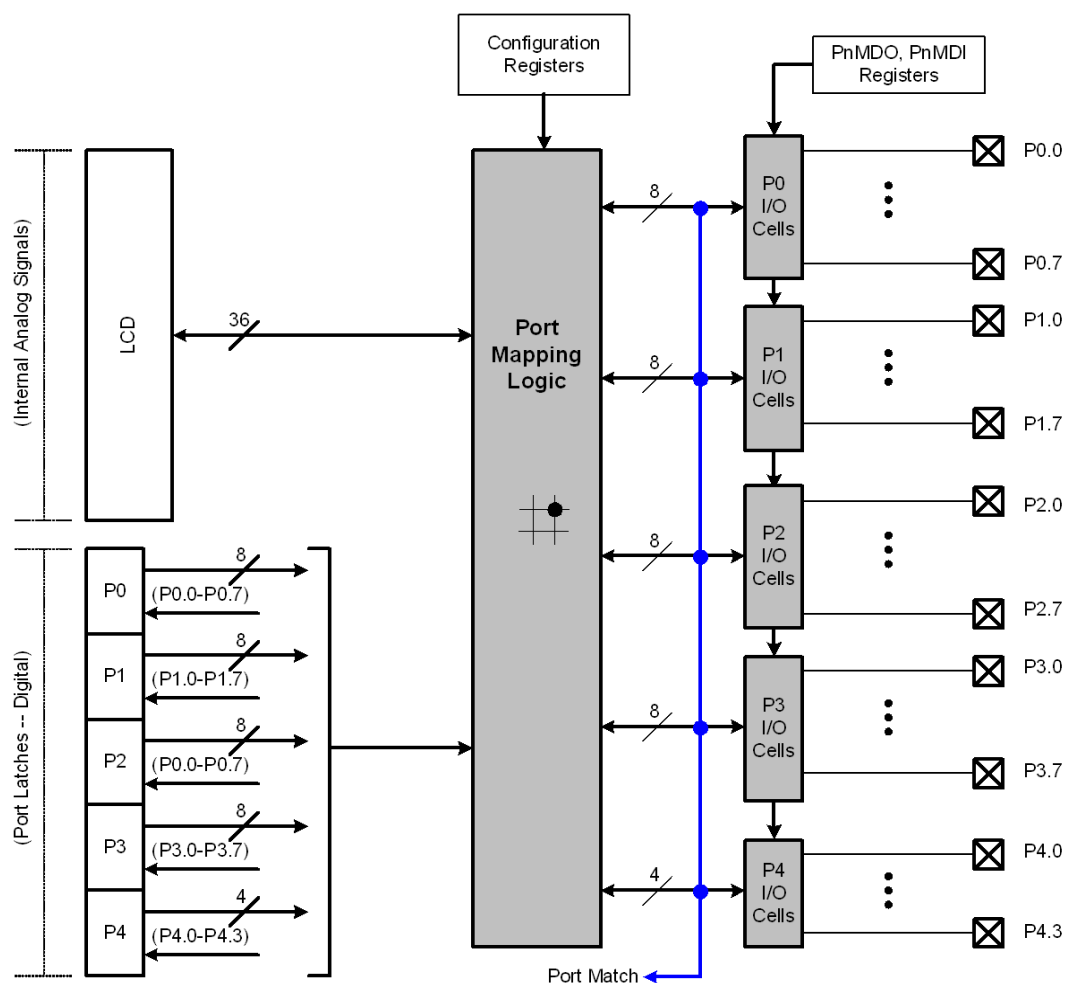 Configuration
Registers
PnMDO, PnMDI
Registers
(Internal Analog Signals)
LCD
36
Port
Mapping
Logic
8
P0
I/O
Cells
P0.0
P0.7
8
P1
I/O
Cells
P1.0
P1.7
8
P2
I/O
Cells
P2.0
P2.7
8
P3
I/O
Cells
P3.0
P3.7
4
P4
I/O
Cells
P4.0
P4.3
(Port Latches -- Digital)
P0
8
(P0.0-P0.7)
P1
8
(P1.0-P1.7)
P2
8
(P0.0-P0.7)
P3
8
(P3.0-P3.7)
P4
4
(P4.0-P4.3)
Port Match